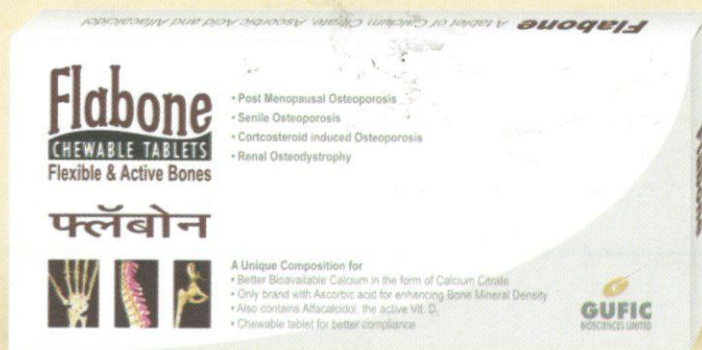 Flabone A tablet of Calcium Citrate, Ascorbic Acid and Alfacalcidol
Flabone
CHEWABLE TABLETS
Flexible & Active Bones
फ्लॅबोन
• Post Menopausal Osteoporosis
• Senile Osteoporosis
• Cortcosteroid induced Osteoporosis
• Renal Osteodystrophy
A Unique Composition for
• Better Bioavailable Calcium in the form of Calcium Citrate
• Only brand with Ascorbic acid for enhancing Bone Mineral Density
• Also contains Alfacalcidol, the active Vit. D₃
• Chewable tablet for better compliance
GUFIC
BIOSCIENCES LIMITED